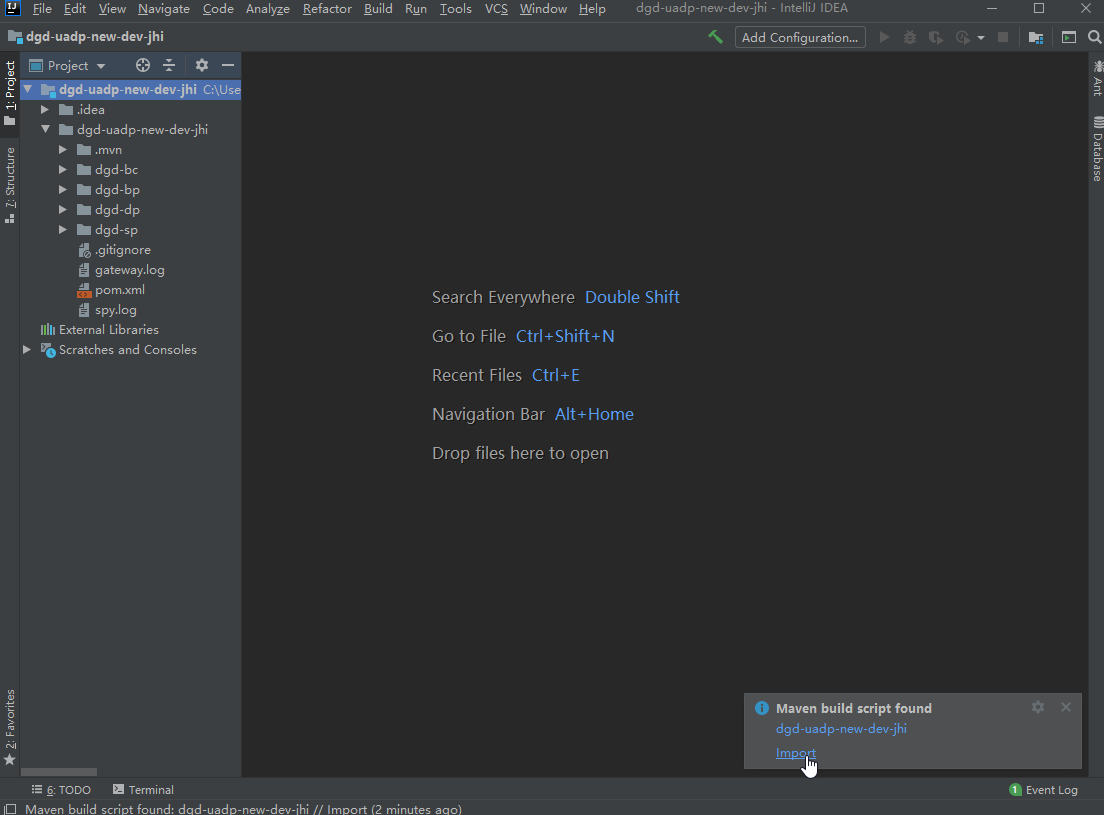 IJ File Edit View Navigate Code Analyze Refactor Build Run Tools VCS Window Help dgd-uadp-new-dev-jhi - IntelliJ IDEA
dgd-uadp-new-dev-jhi Add Configuration...
1: Project
Project
dgd-uadp-new-dev-jhi C:\Use
.idea
dgd-uadp-new-dev-jhi
.mvn
dgd-bc
dgd-bp
dgd-dp
dgd-sp
.gitignore
gateway.log
pom.xml
spy.log
External Libraries
Scratches and Consoles
7: Structure
2: Favorites
Search Everywhere Double Shift
Go to File Ctrl+Shift+N
Recent Files Ctrl+E
Navigation Bar Alt+Home
Drop files here to open
Ant
Database
Maven build script found
dgd-uadp-new-dev-jhi
Import
6: TODO Terminal 1 Event Log
Maven build script found: dgd-uadp-new-dev-jhi // Import (2 minutes ago)